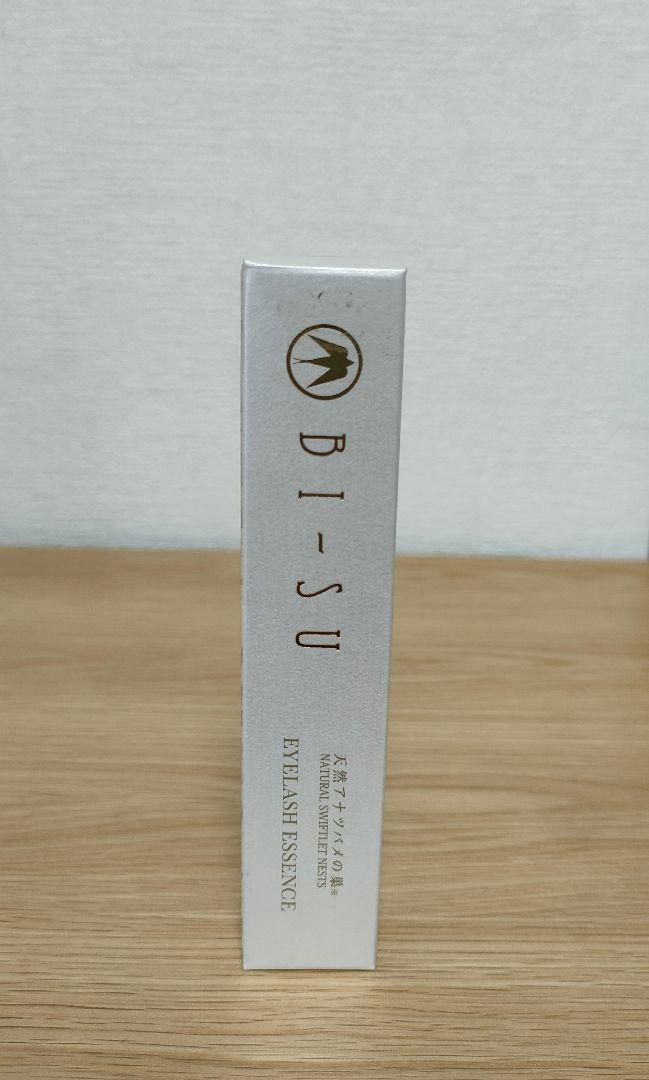 BI-SU
天然アナツバメの巣※
NATURAL SWIFTLET NESTS
EYELASH ESSENCE